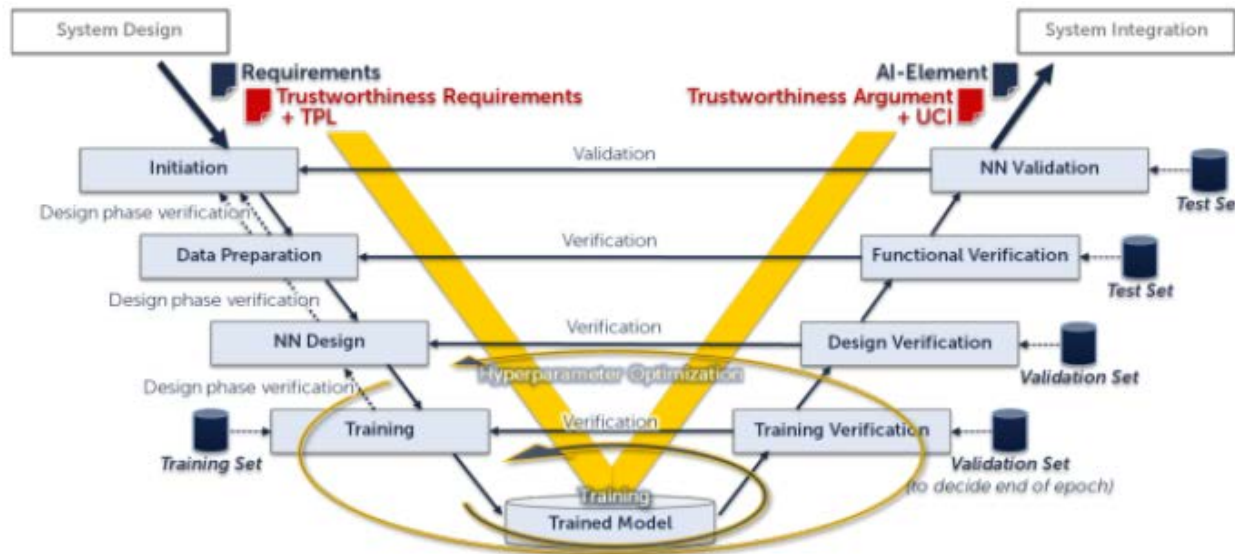 System Design
System Integration
Requirements
AI-Element
Trustworthiness Requirements
+ TPL
Trustworthiness Argument
+ UCI
Initiation
Validation
NN Validation
Design phase verification
Test Se
Data Preparation
Verification
Functional Verification
Test Set
Design phase verification
NN Design
Verification
Design Verification
Hyperparameter Optimization
Validation Set
Design phase verification
Training
Verification
Training Verification
Training Set
Validation Set
(to decide end of epoch)
Training
Trained Model